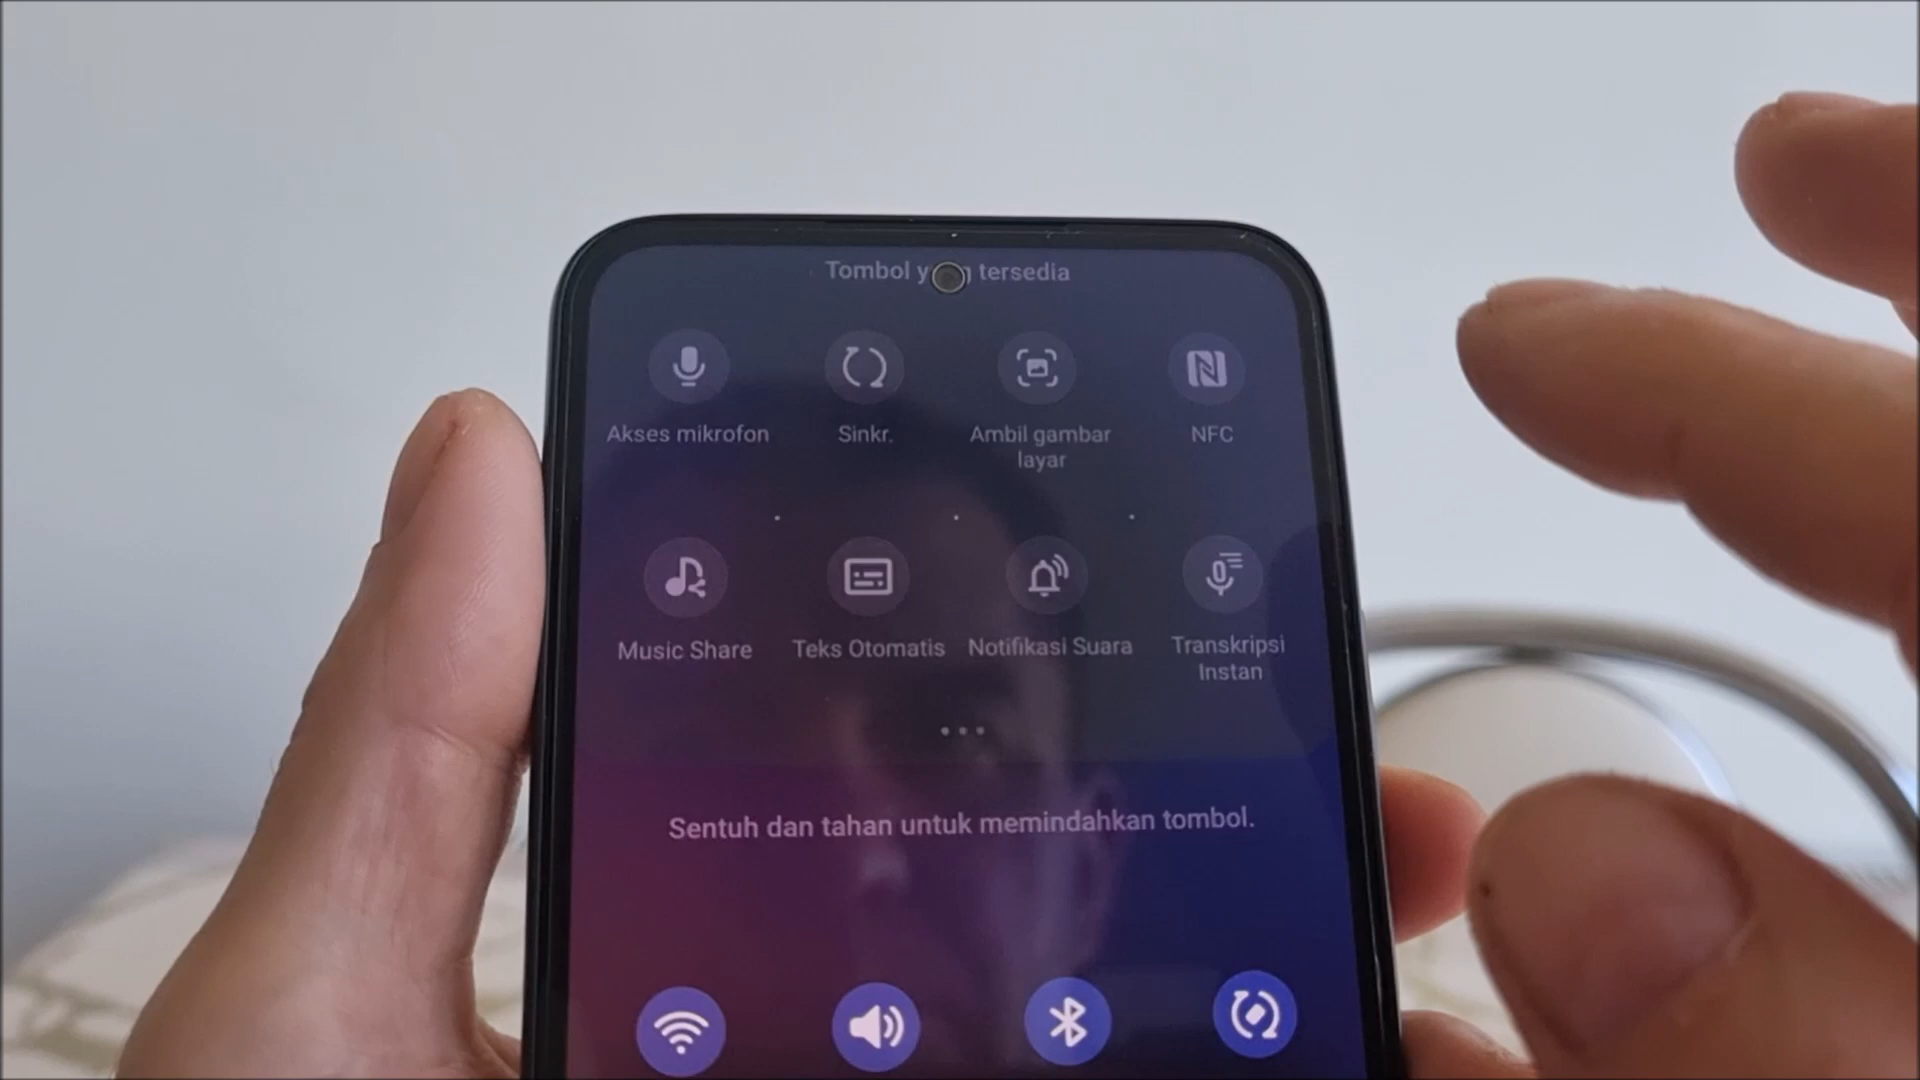 Tombol y tersedia
Akses mikrofon
Sinkr.
Ambil gambar
layar
NFC
Music Share
Teks Otomatis
Notifikasi Suara
Transkripsi
Instan
Sentuh dan tahan untuk memindahkan tombol.